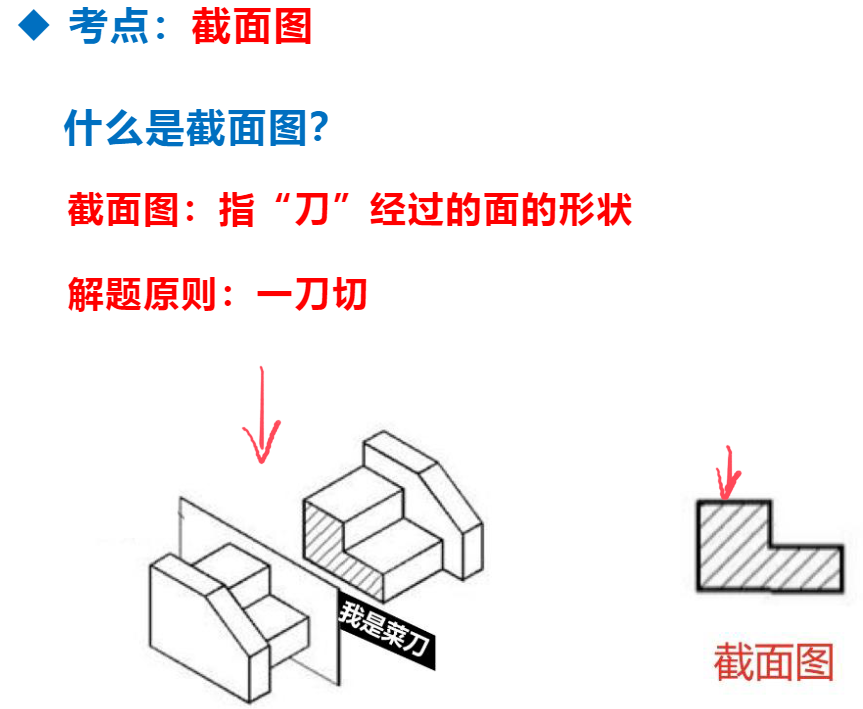 ◆ 考点：截面图
什么是截面图？
截面图：指“刀”经过的面的形状
解题原则：一刀切
我是菜刀
截面图